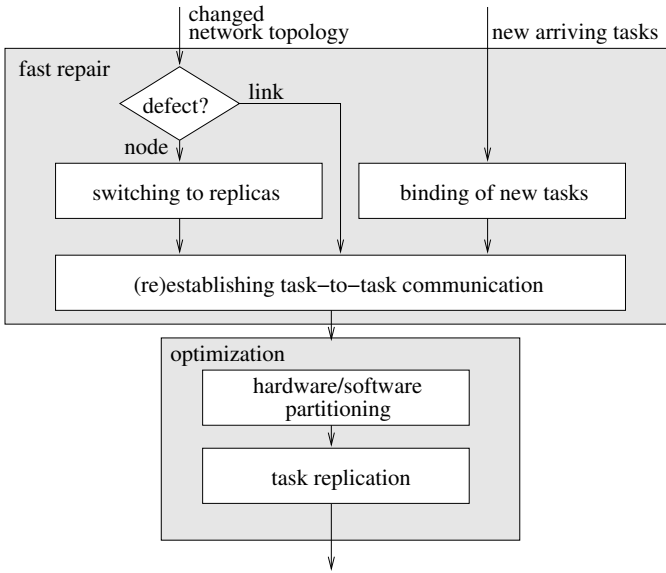 changed
network topology
new arriving tasks
fast repair
defect?
link
node
switching to replicas
binding of new tasks
(re)establishing task−to−task communication
optimization
hardware/software
partitioning
task replication